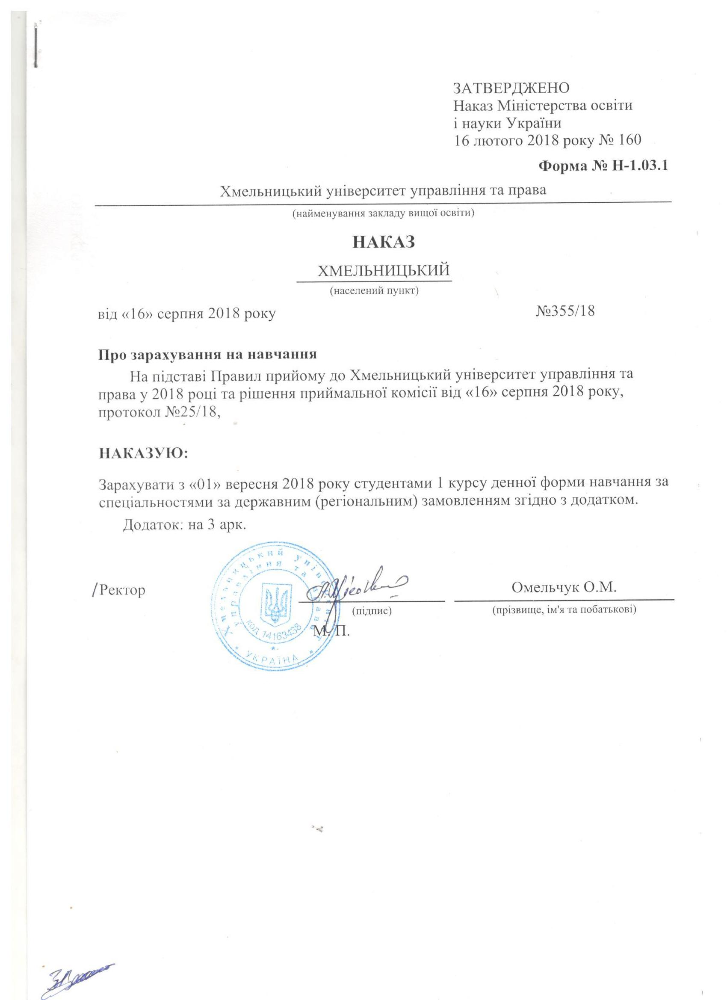 ЗАТВЕРДЖЕНО
Наказ Міністерства освіти
і науки України
16 лютого 2018 року № 160
Форма № Н-1.03.1
Хмельницький університет управління та права
(найменування закладу вищої освіти)
НАКАЗ
ХМЕЛЬНИЦЬКИЙ
(населений пункт)
від «16» серпня 2018 року №355/18
Про зарахування на навчання
На підставі Правил прийому до Хмельницький університет управління та
права у 2018 році та рішення приймальної комісії від «16» серпня 2018 року,
протокол №25/18,
НАКАЗУЮ:
Зарахувати з «01» вересня 2018 року студентами 1 курсу денної форми навчання за
спеціальностями за державним (регіональним) замовленням згідно з додатком.
Додаток: на 3 арк.
/Ректор Омельчук О.М.
(підпис) (прізвище, ім'я та побатькові)
М. П.
Хмельницький університет
управління та права
код 14163438
* УКРАЇНА *